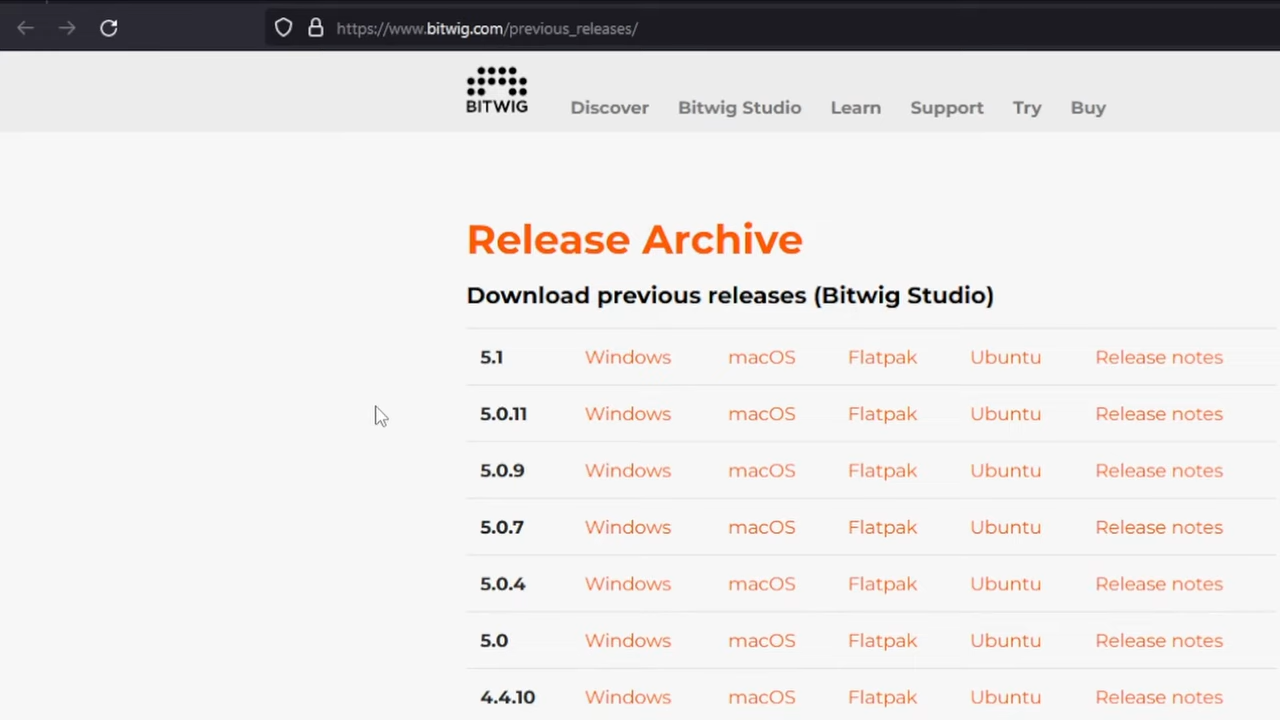 https://www.bitwig.com/previous_releases/
BITWIG Discover Bitwig Studio Learn Support Try Buy
Release Archive
Download previous releases (Bitwig Studio)
5.1 Windows macOS Flatpak Ubuntu Release notes
5.0.11 Windows macOS Flatpak Ubuntu Release notes
5.0.9 Windows macOS Flatpak Ubuntu Release notes
5.0.7 Windows macOS Flatpak Ubuntu Release notes
5.0.4 Windows macOS Flatpak Ubuntu Release notes
5.0 Windows macOS Flatpak Ubuntu Release notes
4.4.10 Windows macOS Flatpak Ubuntu Release notes